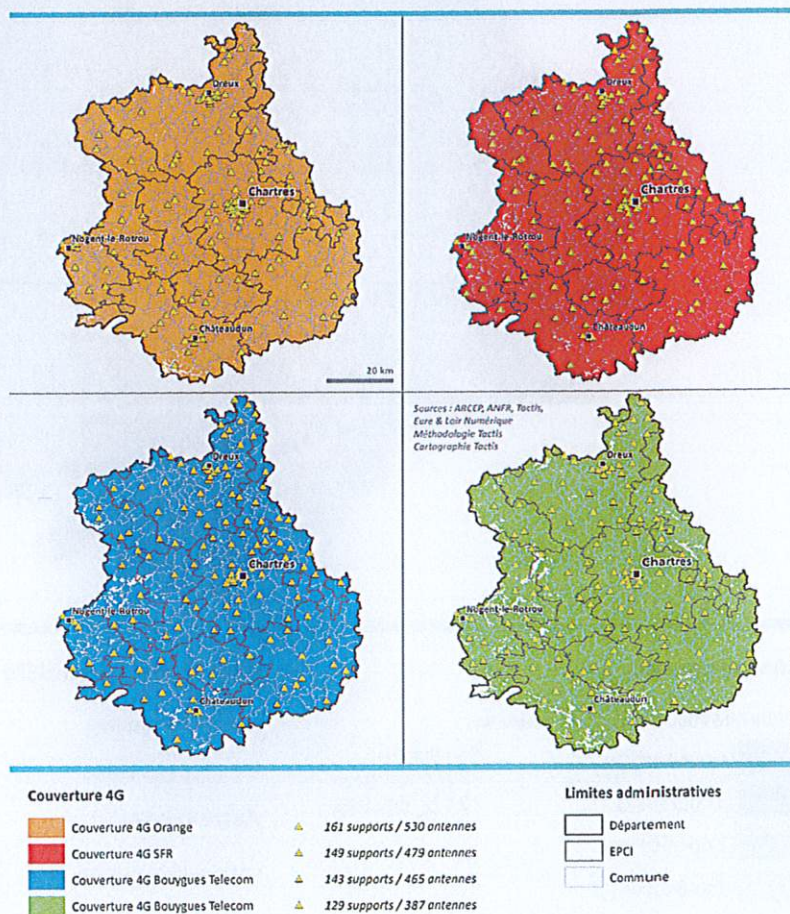 Dreux
Chartres
Nogent-le-Rotrou
Châteaudun
20 km
Dreux
Chartres
Nogent-le-Rotrou
Châteaudun
Dreux
Chartres
Nogent-le-Rotrou
Châteaudun
Sources : ARCEP, ANFR, Tactis,
Eure & Loir Numérique
Méthodologie Tactis
Cartographie Tactis
Dreux
Chartres
Nogent-le-Rotrou
Châteaudun
Couverture 4G
Couverture 4G Orange
161 supports / 530 antennes
Couverture 4G SFR
149 supports / 479 antennes
Couverture 4G Bouygues Telecom
143 supports / 465 antennes
Couverture 4G Bouygues Telecom
129 supports / 387 antennes
Limites administratives
Département
EPCI
Commune